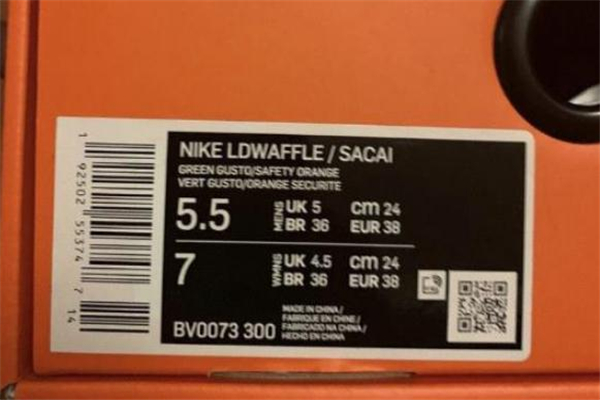 NIKE LDWAFFLE / SACAI
GREEN GUSTO/SAFETY ORANGE
VERT GUSTO/ORANGE SECURITE
5.5 MENS UK 5 cm 24
BR 36 EUR 38
7 WMNS UK 4.5 cm 24
BR 36 EUR 38
BV0073 300
MADE IN CHINA /
FABRIQUE EN CHINE /
FABRICADO NA CHINA /
HECHO EN CHINA
1 92502 55374 7
14